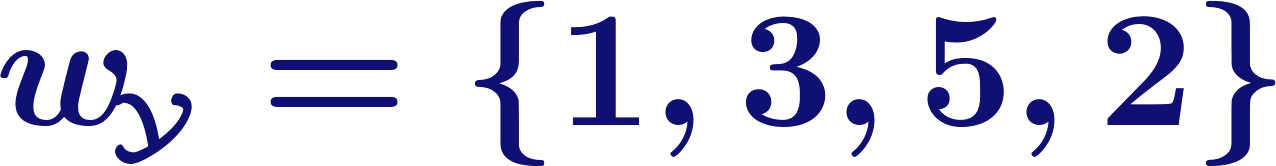 w_y = {1, 3, 5, 2}